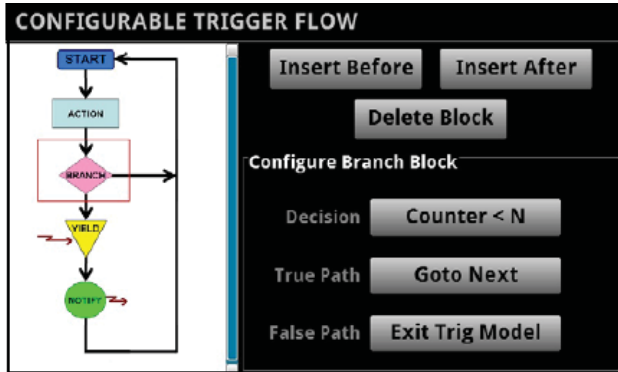 CONFIGURABLE TRIGGER FLOW
START
ACTION
BRANCH
YIELD
NOTIFY
Insert Before
Insert After
Delete Block
Configure Branch Block
Decision
Counter < N
True Path
Goto Next
False Path
Exit Trig Model